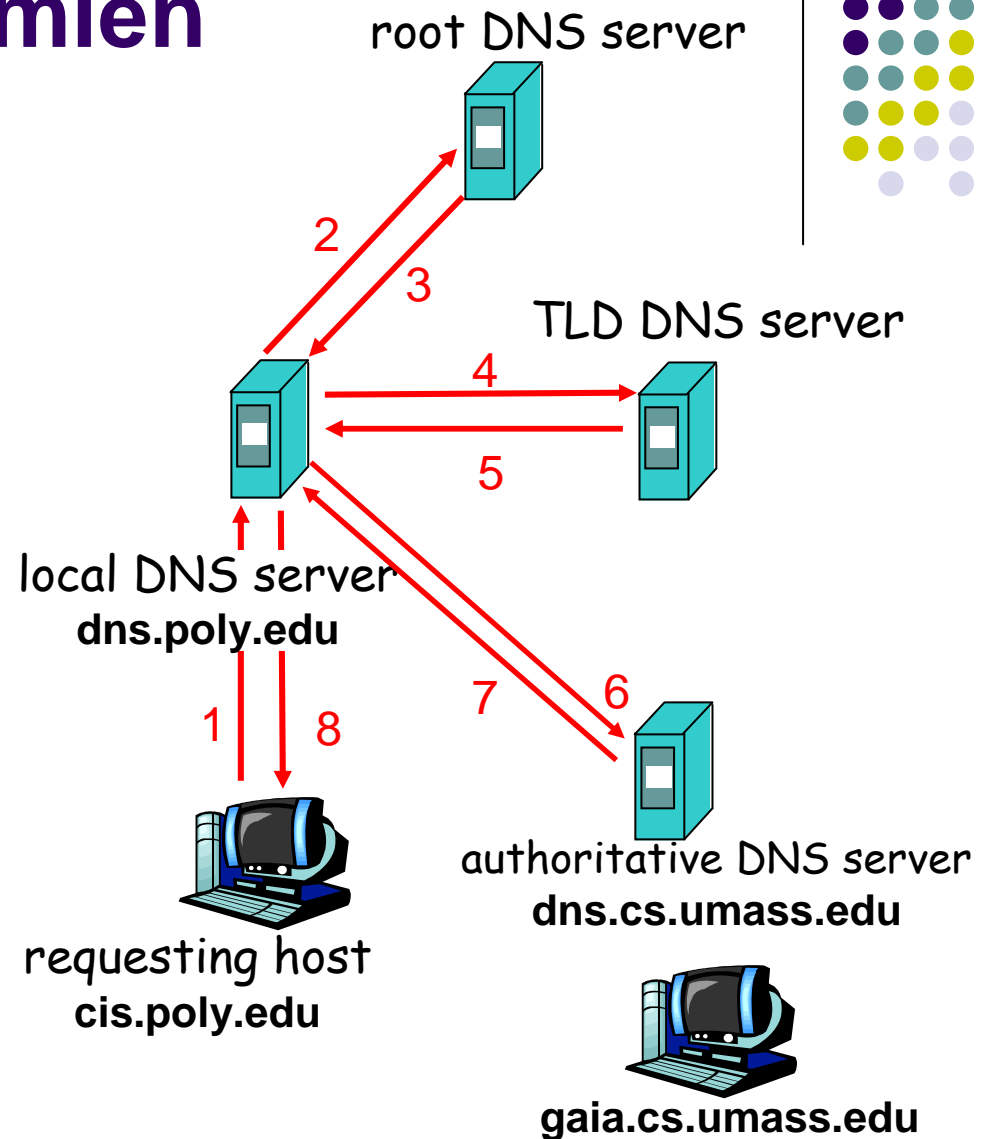 root DNS server
2
3
TLD DNS server
4
5
local DNS server
dns.poly.edu
7
6
1
8
authoritative DNS server
dns.cs.umass.edu
requesting host
cis.poly.edu
gaia.cs.umass.edu